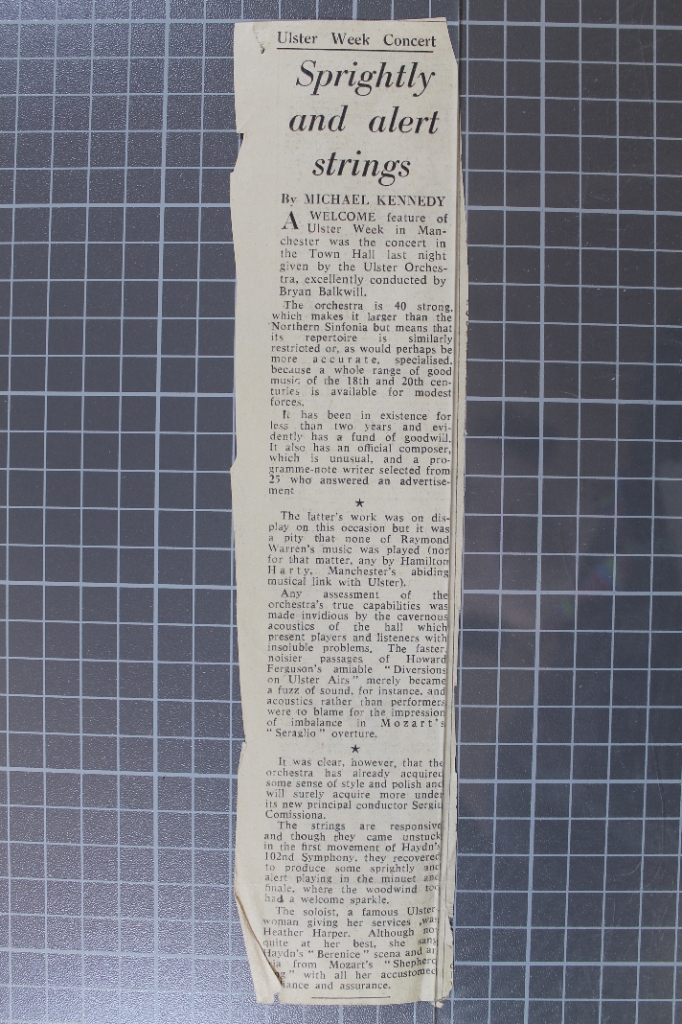 Ulster Week Concert
Sprightly
and alert
strings
By MICHAEL KENNEDY
A WELCOME feature of
Ulster Week in Man-
chester was the concert in
the Town Hall last night
given by the Ulster Orches-
tra, excellently conducted by
Bryan Balkwill.
The orchestra is 40 strong,
which makes it larger than the
Northern Sinfonia but means that
its repertoire is similarly
restricted or, as would perhaps be
more accurate, specialised,
because a whole range of good
music of the 18th and 20th cen-
turies is available for modest
forces.
It has been in existence for
less than two years and evi-
dently has a fund of goodwill.
It also has an official composer,
which is unusual, and a pro-
gramme-note writer selected from
25 who answered an advertise-
ment
★
The latter's work was on dis-
play on this occasion but it was
a pity that none of Raymond
Warren's music was played (nor
for that matter, any by Hamilton
Harty, Manchester's abiding
musical link with Ulster).
Any assessment of the
orchestra's true capabilities was
made invidious by the cavernous
acoustics of the hall which
present players and listeners with
insoluble problems. The faster,
noisier passages of Howard
Ferguson's amiable "Diversions
on Ulster Airs" merely became
a fuzz of sound, for instance, and
acoustics rather than performers
were to blame for the impression
of imbalance in Mozart's
"Seraglio" overture.
★
It was clear, however, that the
orchestra has already acquired
some sense of style and polish and
will surely acquire more under
its new principal conductor Sergiu
Comissiona.
The strings are responsive
and though they came unstuck
in the first movement of Haydn's
102nd Symphony, they recovered
to produce some sprightly and
alert playing in the minuet and
finale, where the woodwind too
had a welcome sparkle.
The soloist, a famous Ulster-
woman giving her services was
Heather Harper. Although not
quite at her best, she sang
Haydn's "Berenice" scena and
from Mozart's "Shepherd
" with all her accustomed
and assurance.